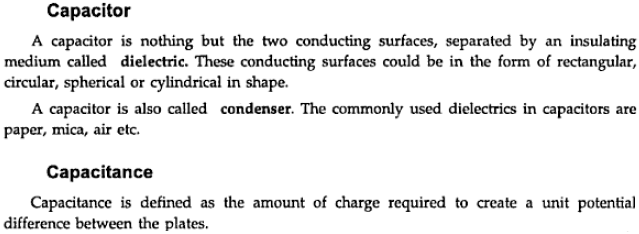 Capacitor
A capacitor is nothing but the two conducting surfaces, separated by an insulating
medium called dielectric. These conducting surfaces could be in the form of rectangular,
circular, spherical or cylindrical in shape.
A capacitor is also called condenser. The commonly used dielectrics in capacitors are
paper, mica, air etc.
Capacitance
Capacitance is defined as the amount of charge required to create a unit potential
difference between the plates.